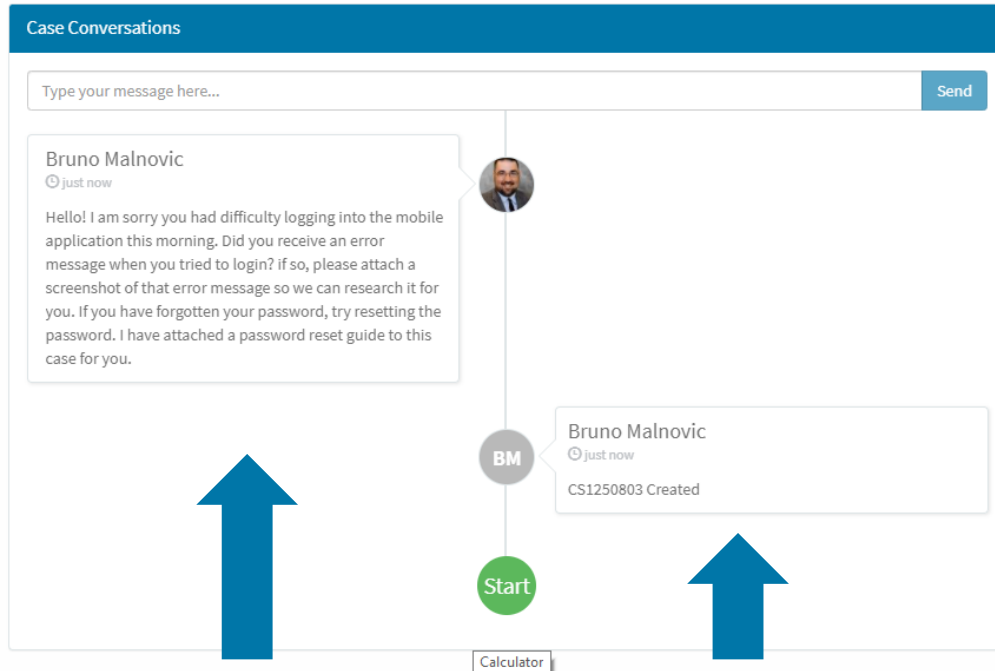 Case Conversations
Type your message here...
Send
Bruno Malnovic
just now
Hello! I am sorry you had difficulty logging into the mobile
application this morning. Did you receive an error
message when you tried to login? if so, please attach a
screenshot of that error message so we can research it for
you. If you have forgotten your password, try resetting the
password. I have attached a password reset guide to this
case for you.
BM
Bruno Malnovic
just now
CS1250803 Created
Start
Calculator